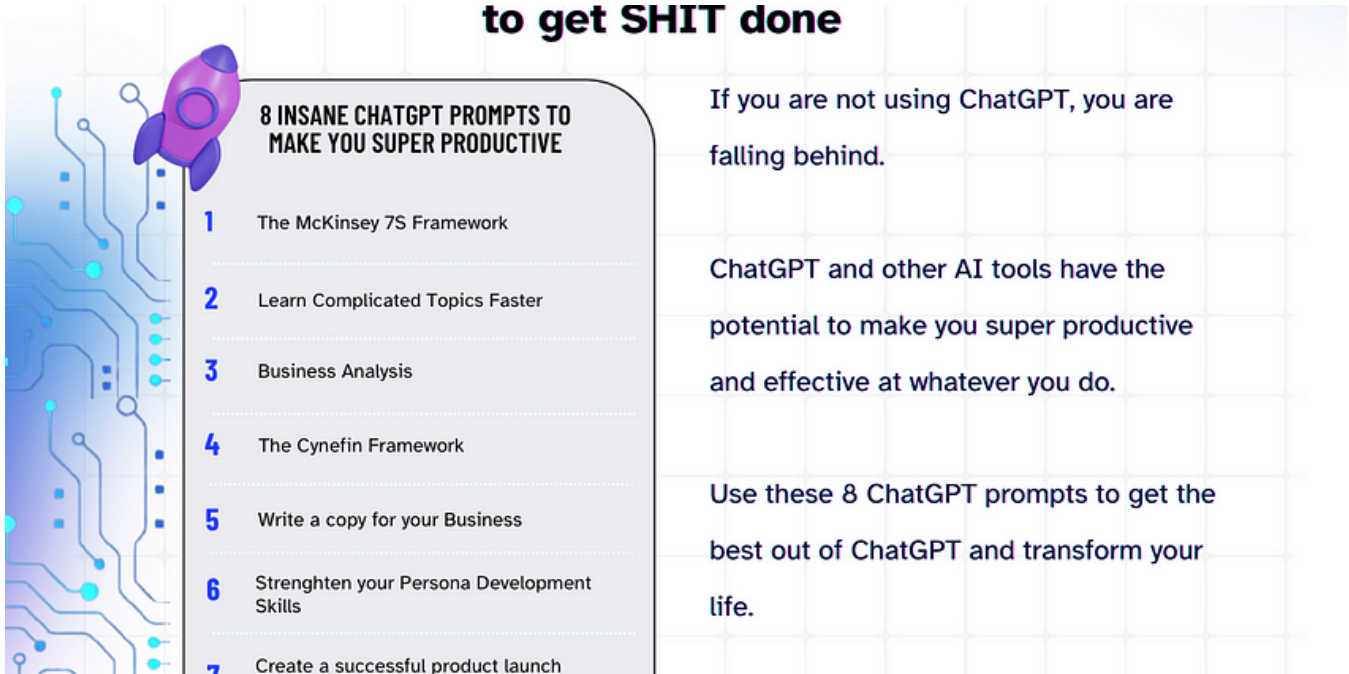 to get SHIT done
8 INSANE CHATGPT PROMPTS TO
MAKE YOU SUPER PRODUCTIVE
1 The McKinsey 7S Framework
2 Learn Complicated Topics Faster
3 Business Analysis
4 The Cynefin Framework
5 Write a copy for your Business
6 Strenghten your Persona Development
Skills
7 Create a successful product launch
If you are not using ChatGPT, you are
falling behind.
ChatGPT and other AI tools have the
potential to make you super productive
and effective at whatever you do.
Use these 8 ChatGPT prompts to get the
best out of ChatGPT and transform your
life.